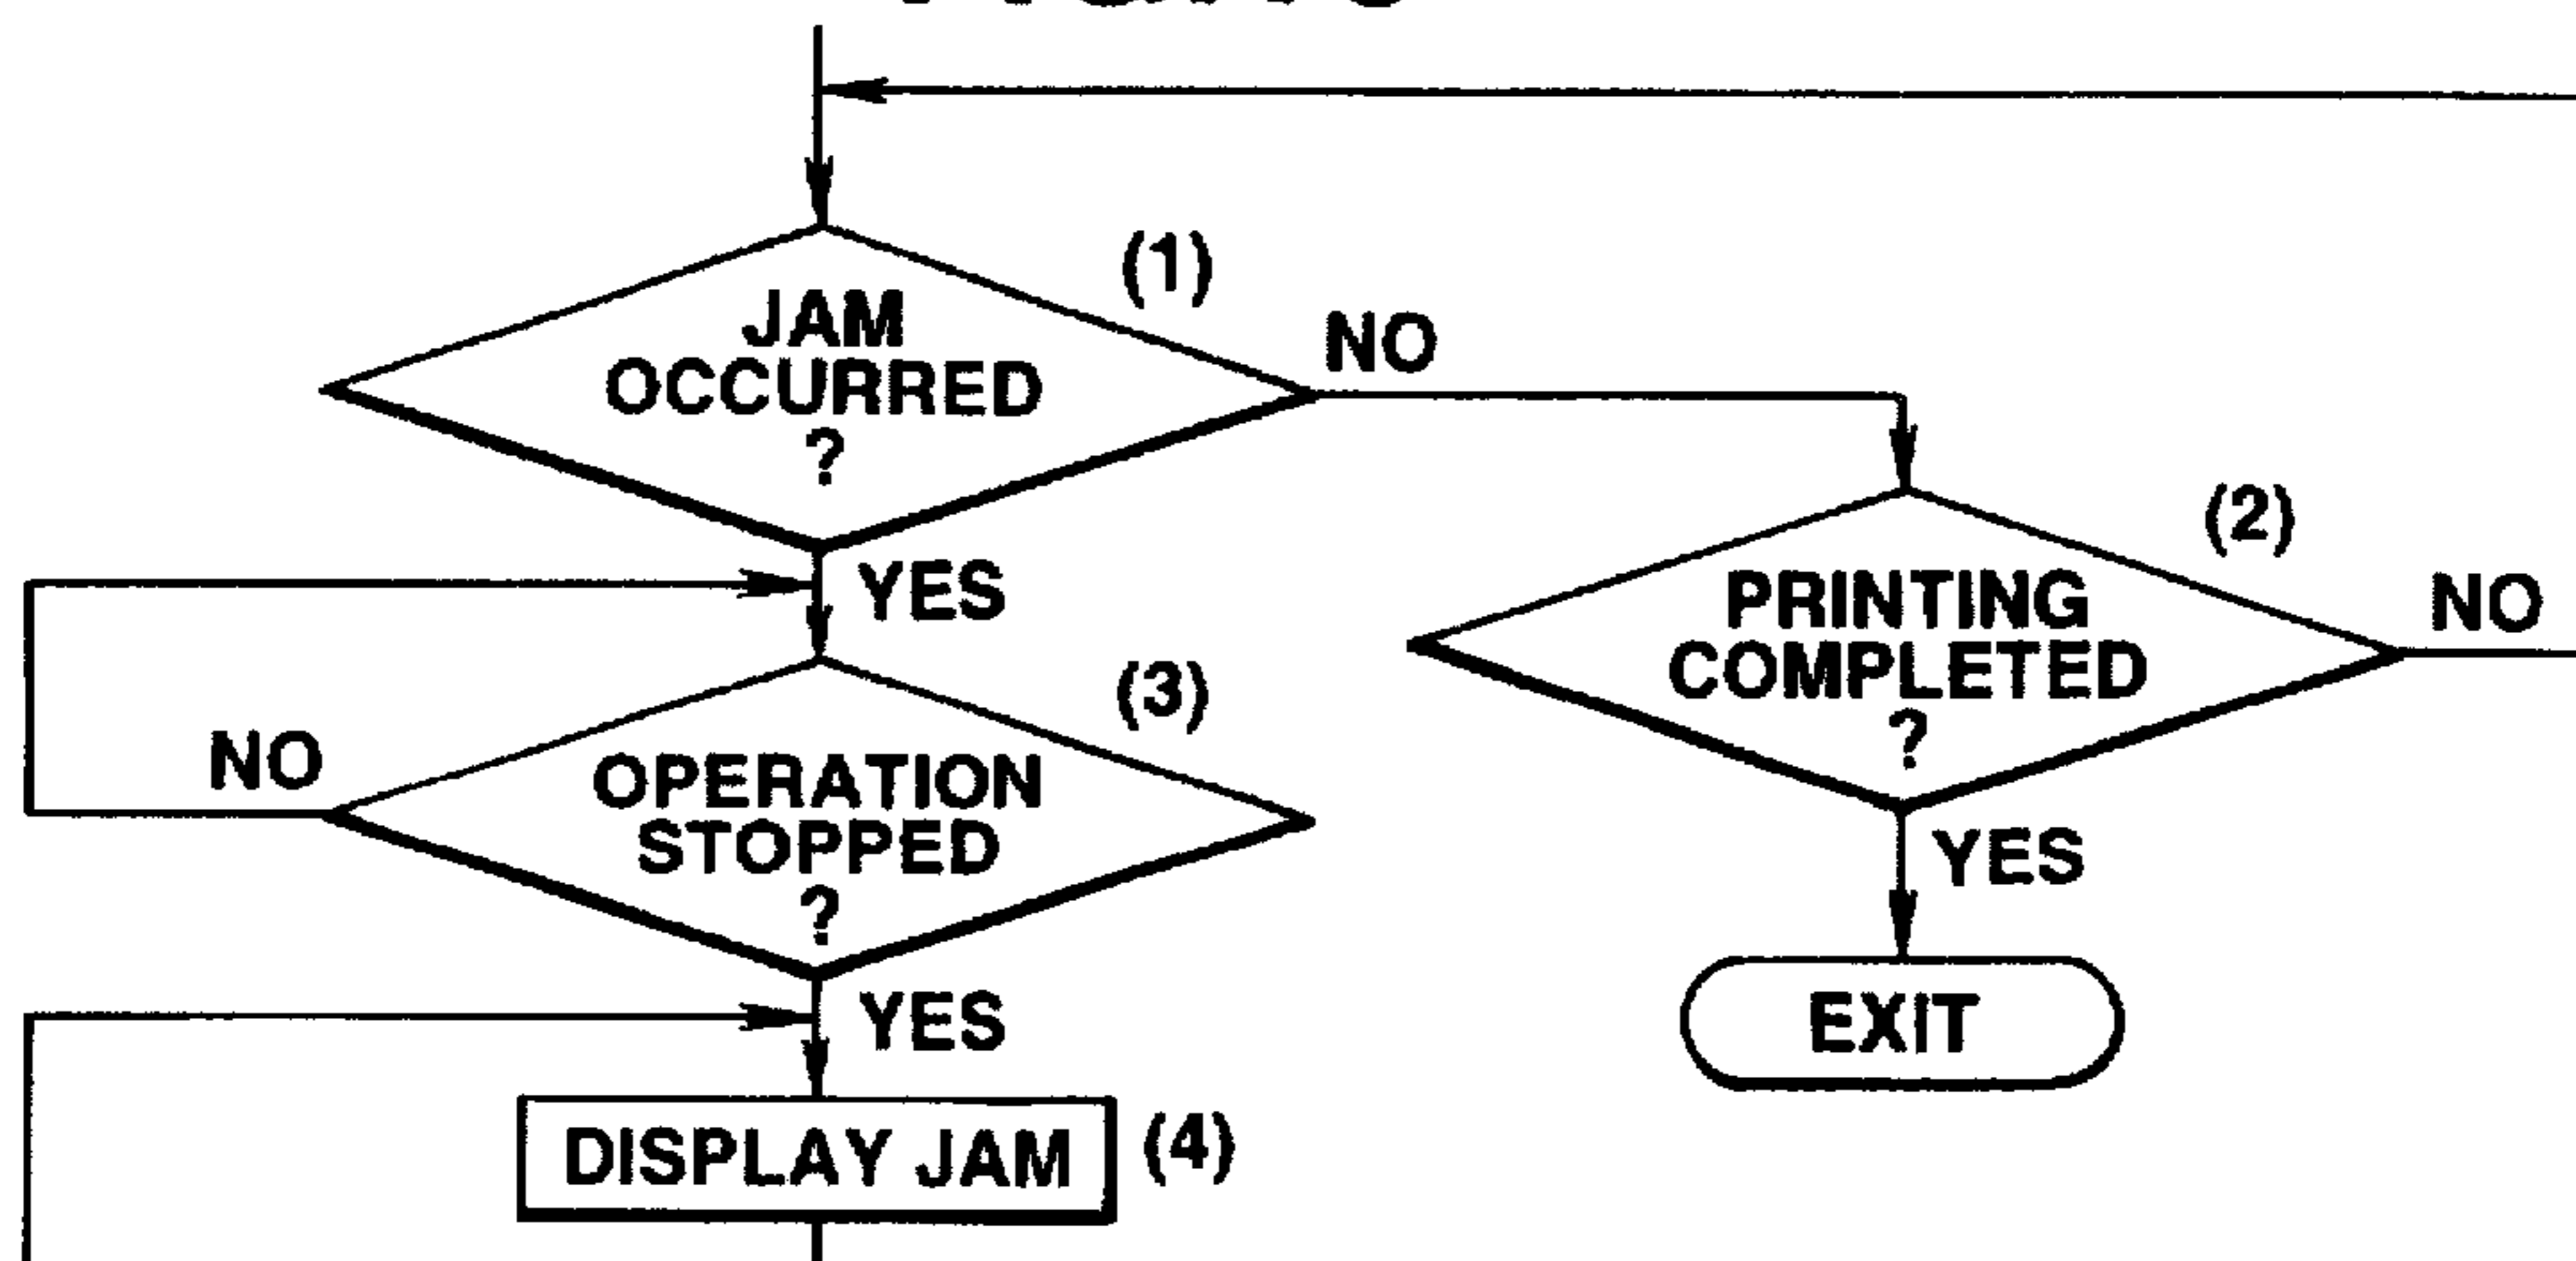 (1)
JAM
OCCURRED
?
NO
(2)
PRINTING
COMPLETED
?
NO
YES
(3)
OPERATION
STOPPED
?
NO
YES
EXIT
YES
DISPLAY JAM
(4)